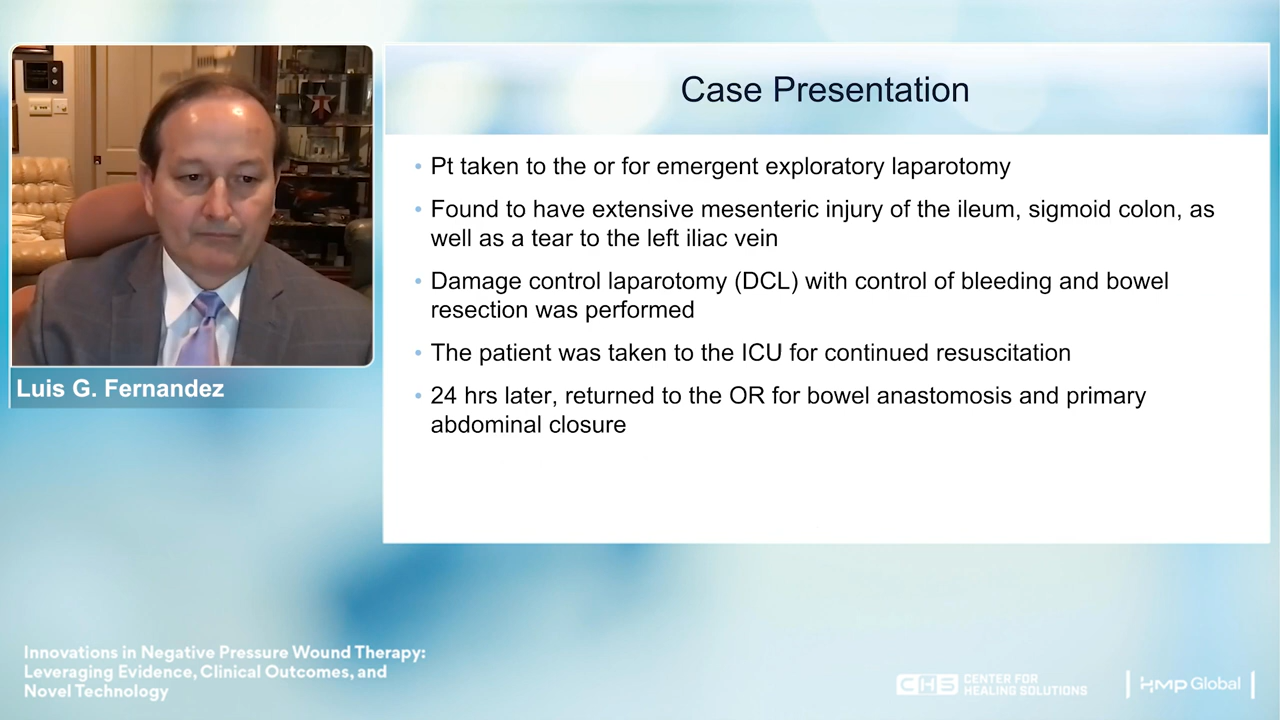 Case Presentation
• Pt taken to the or for emergent exploratory laparotomy
• Found to have extensive mesenteric injury of the ileum, sigmoid colon, as
well as a tear to the left iliac vein
• Damage control laparotomy (DCL) with control of bleeding and bowel
resection was performed
• The patient was taken to the ICU for continued resuscitation
• 24 hrs later, returned to the OR for bowel anastomosis and primary
abdominal closure
Luis G. Fernandez
Innovations in Negative Pressure Wound Therapy:
Leveraging Evidence, Clinical Outcomes, and
Novel Technology
CHS CENTER FOR
HEALING SOLUTIONS
HMP Global